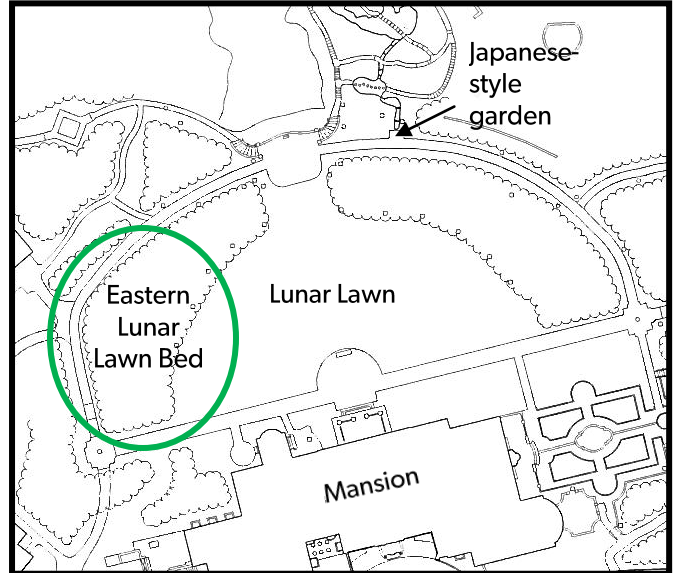 Japanese-
style
garden
Eastern
Lunar
Lawn Bed
Lunar Lawn
Mansion